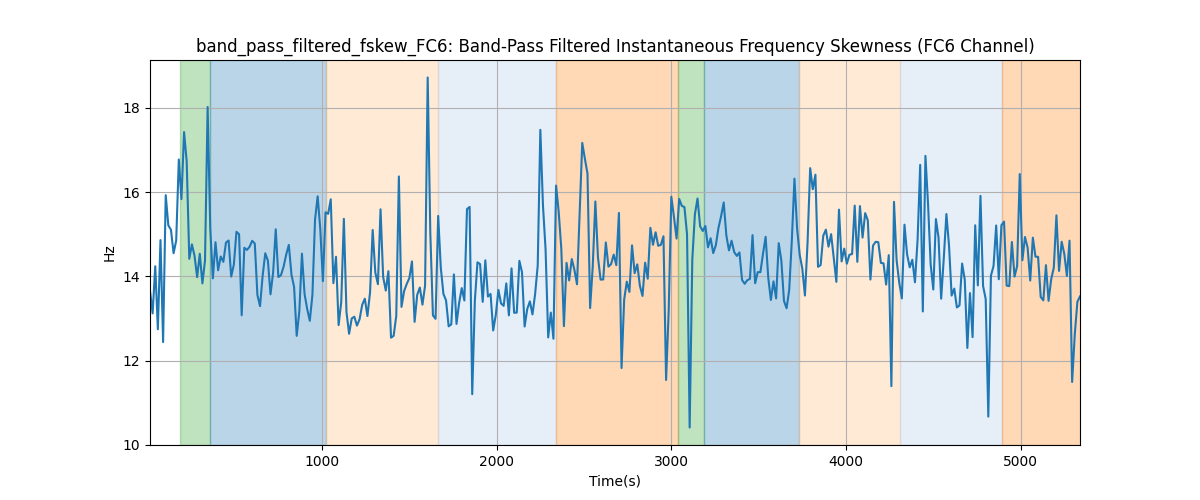 band_pass_filtered_fskew_FC6: Band-Pass Filtered Instantaneous Frequency Skewness (FC6 Channel)
18
16
14
12
10
Hz
1000 2000 3000 4000 5000
Time(s)